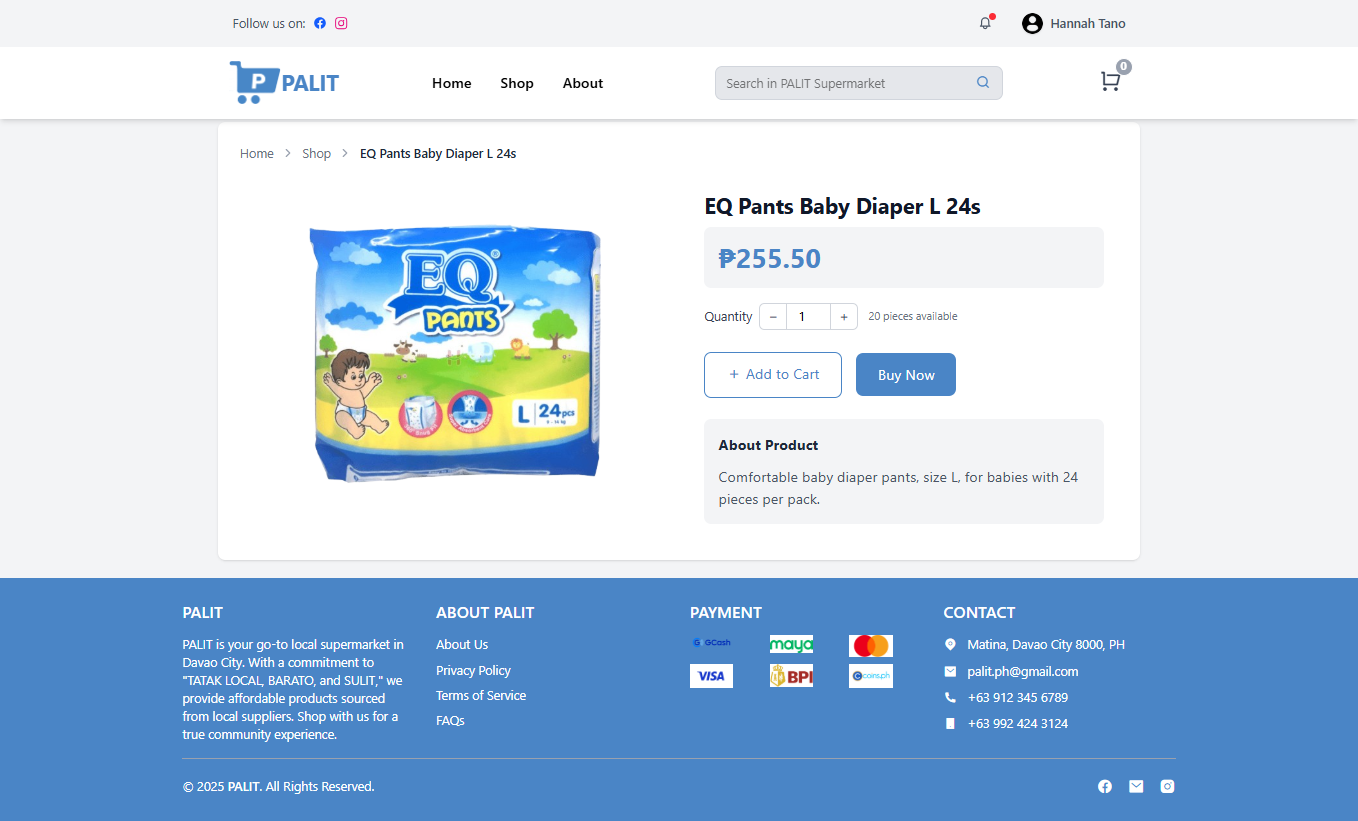 Follow us on:
Hannah Tano
P PALIT
Home
Shop
About
Search in PALIT Supermarket
0
Home > Shop > EQ Pants Baby Diaper L 24s
EQ®
PANTS
L 24pcs
EQ Pants Baby Diaper L 24s
₱255.50
Quantity − 1 + 20 pieces available
+ Add to Cart
Buy Now
About Product
Comfortable baby diaper pants, size L, for babies with 24
pieces per pack.
PALIT
PALIT is your go-to local supermarket in
Davao City. With a commitment to
"TATAK LOCAL, BARATO, and SULIT," we
provide affordable products sourced
from local suppliers. Shop with us for a
true community experience.
ABOUT PALIT
About Us
Privacy Policy
Terms of Service
FAQs
PAYMENT
GCash
maya
VISA
BPI
coins.ph
CONTACT
Matina, Davao City 8000, PH
palit.ph@gmail.com
+63 912 345 6789
+63 992 424 3124
© 2025 PALIT. All Rights Reserved.